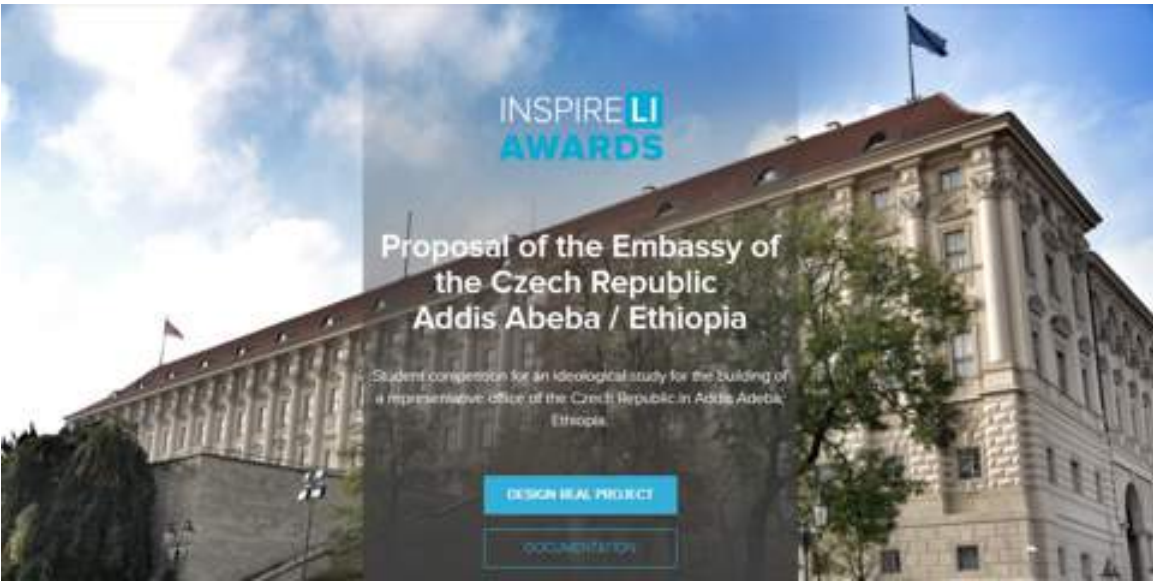 INSPIRELI
AWARDS
Proposal of the Embassy of
the Czech Republic
Addis Abeba / Ethiopia
Student competition for an ideological study for the building of
a representative office of the Czech Republic in Addis Adeba,
Ethiopia.
DESIGN REAL PROJECT
DOCUMENTATION